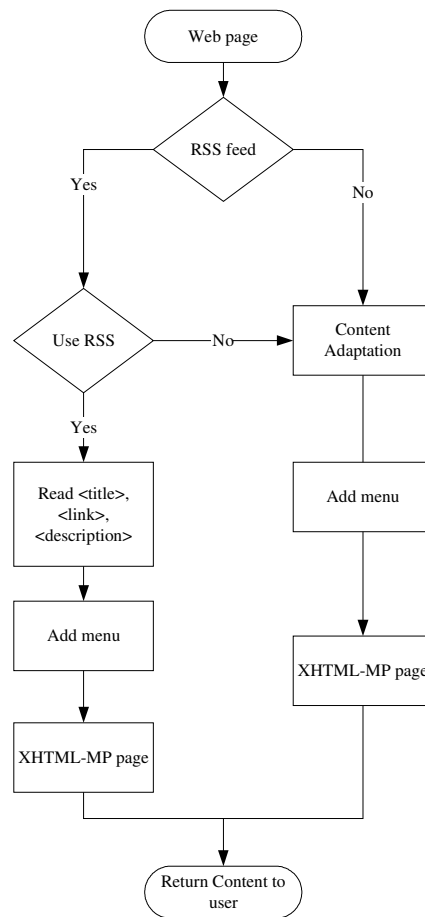 Web page
RSS feed
Yes
No
Use RSS
No
Content
Adaptation
Yes
Read <title>,
<link>,
<description>
Add menu
Add menu
XHTML-MP page
XHTML-MP page
Return Content to
user